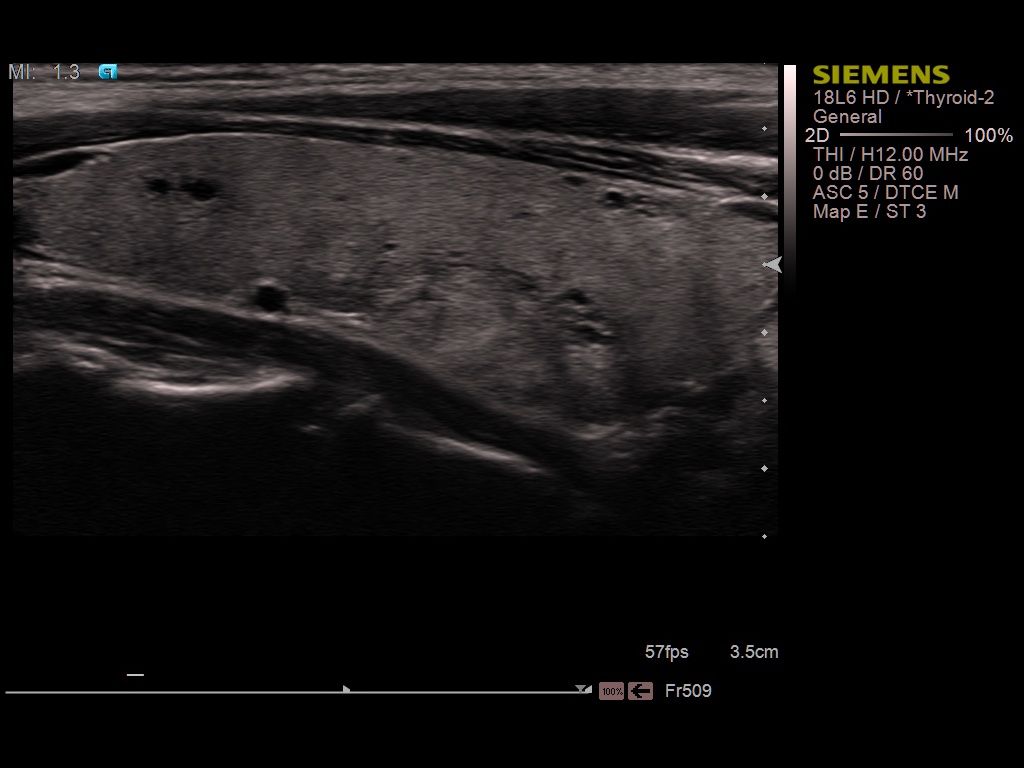 MI: 1.3
SIEMENS
18L6 HD / *Thyroid-2
General
2D 100%
THI / H12.00 MHz
0 dB / DR 60
ASC 5 / DTCE M
Map E / ST 3
57fps 3.5cm
100% Fr509